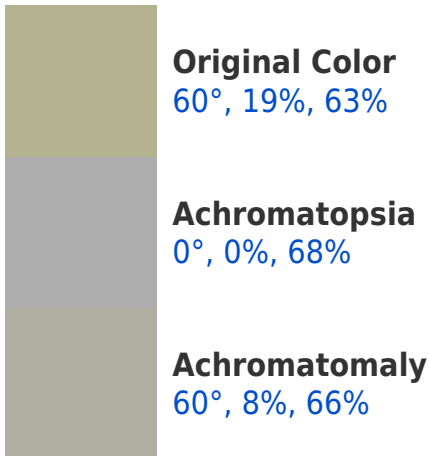 Original Color
60°, 19%, 63%
Achromatopsia
0°, 0%, 68%
Achromatomaly
60°, 8%, 66%